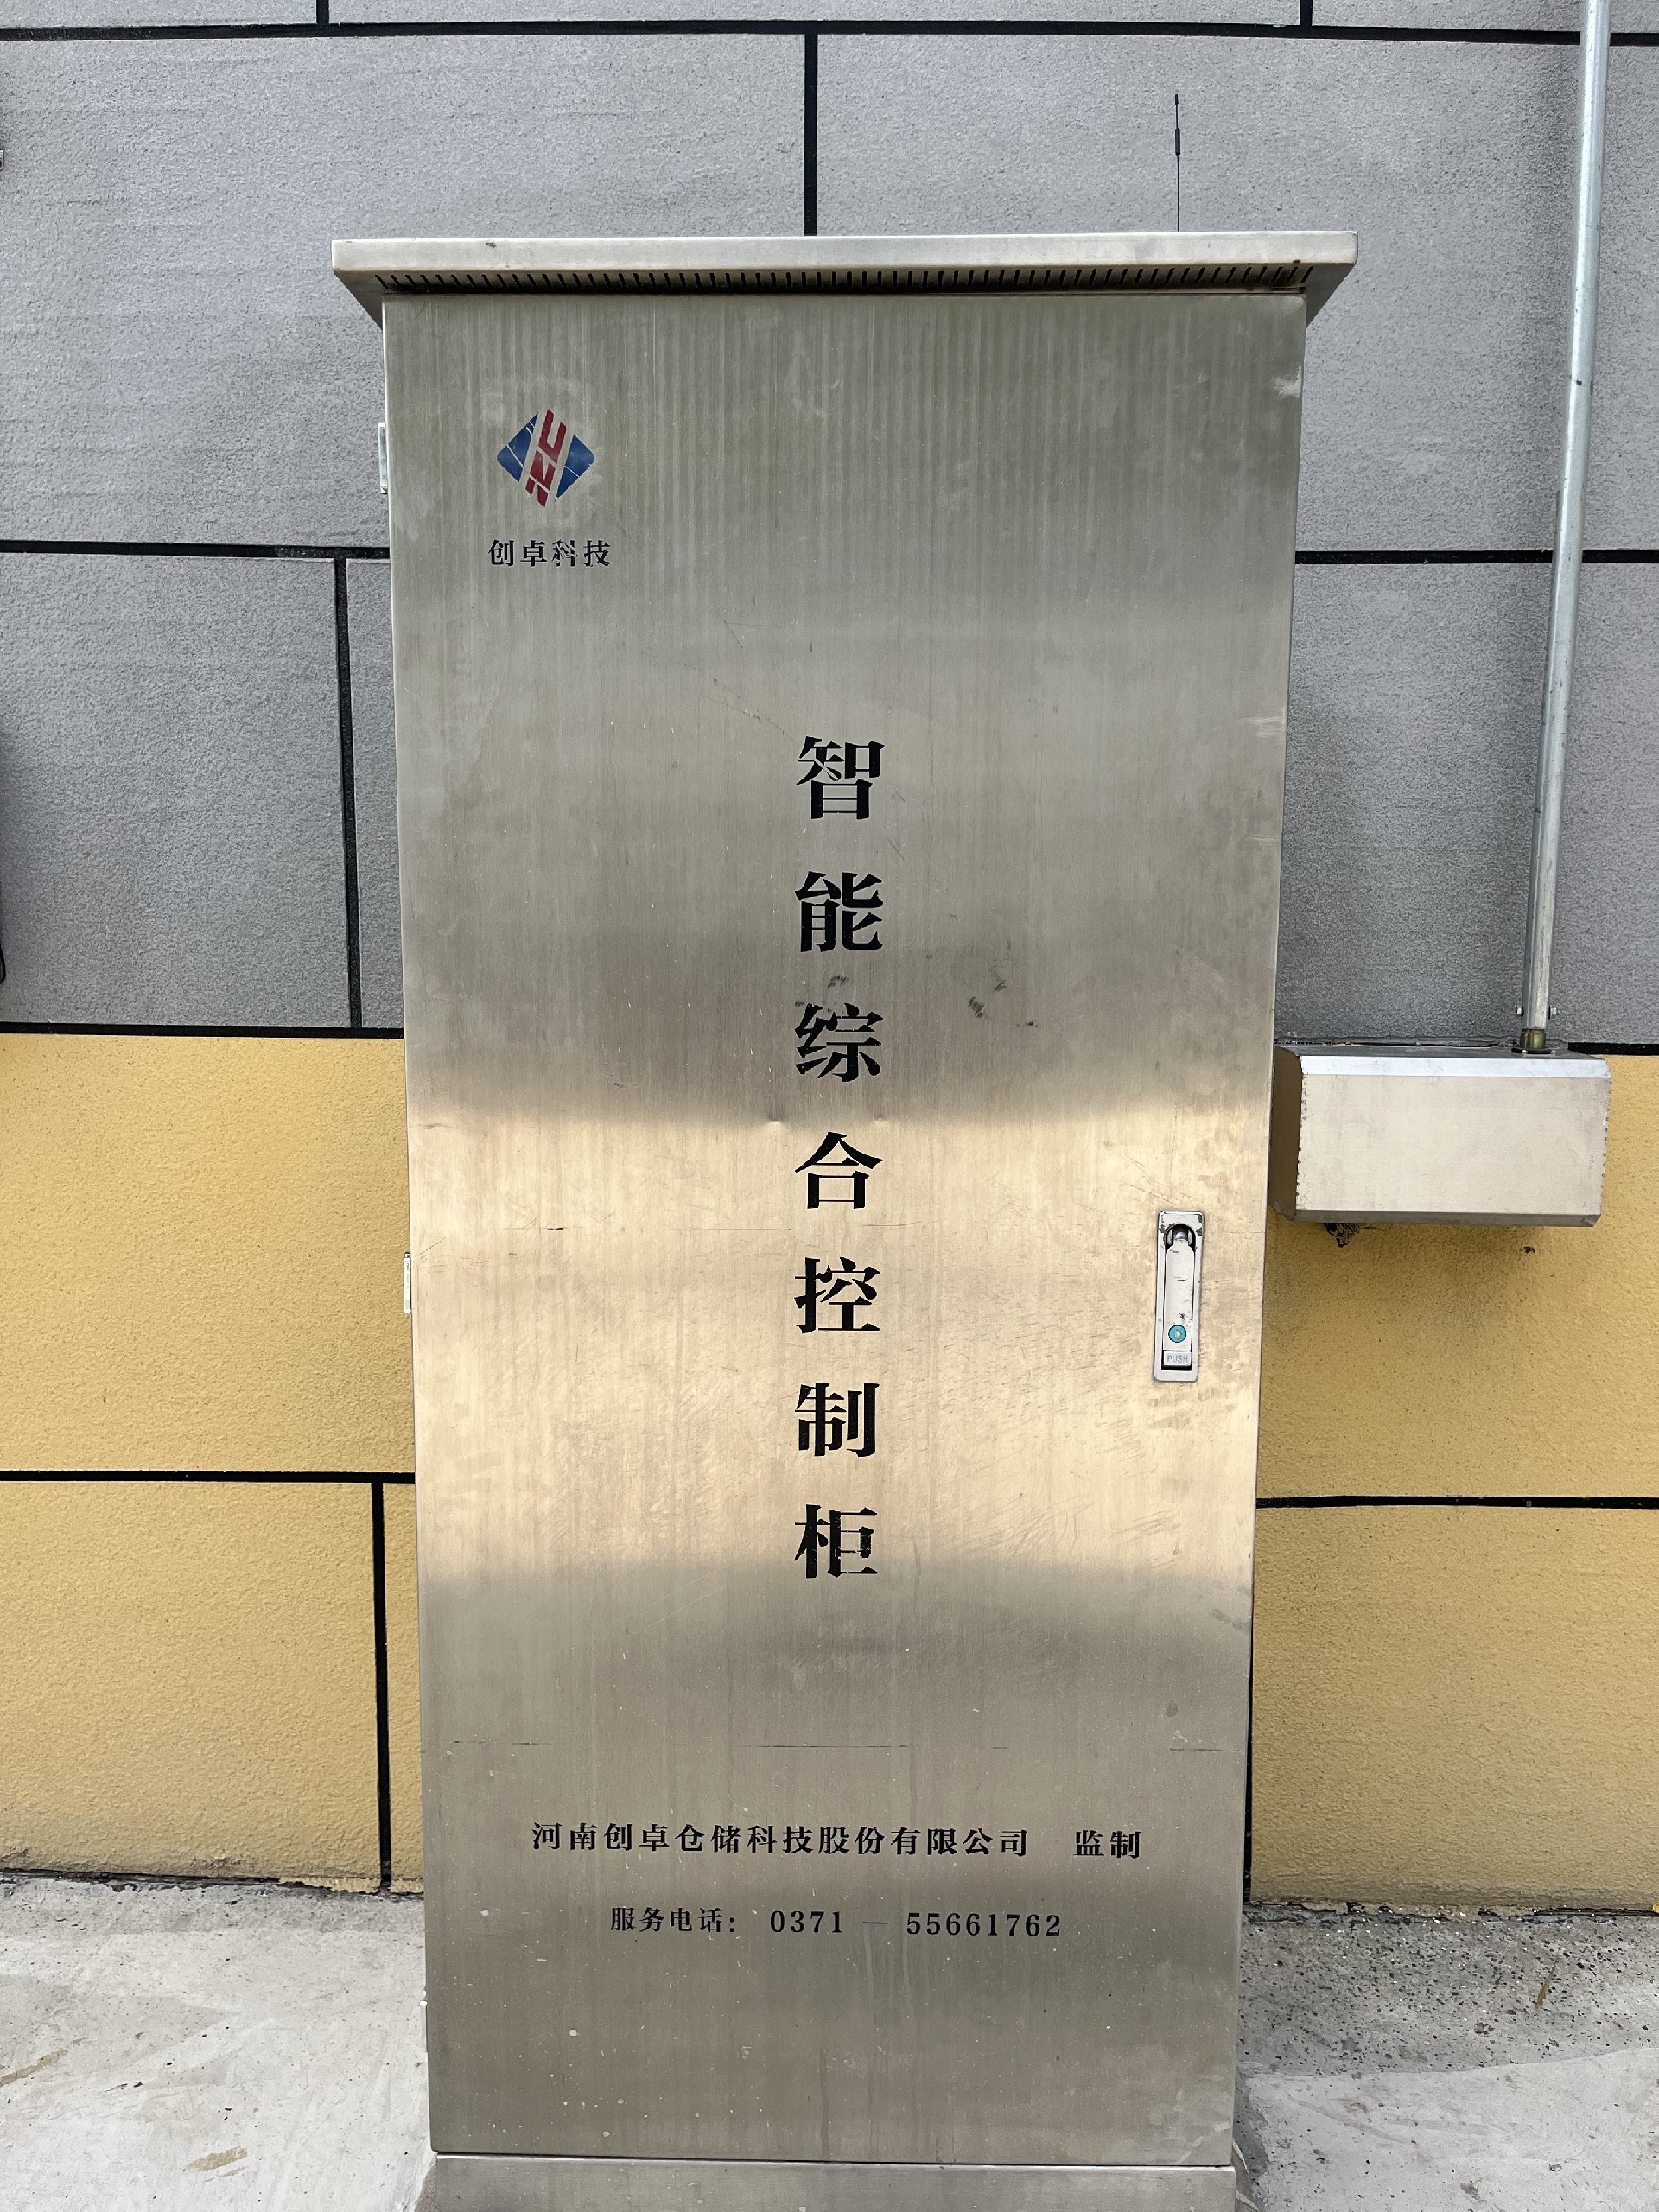 创卓科技
智能综合控制柜
PUSH
河南创卓仓储科技股份有限公司 监制
服务电话： 0371 — 55661762